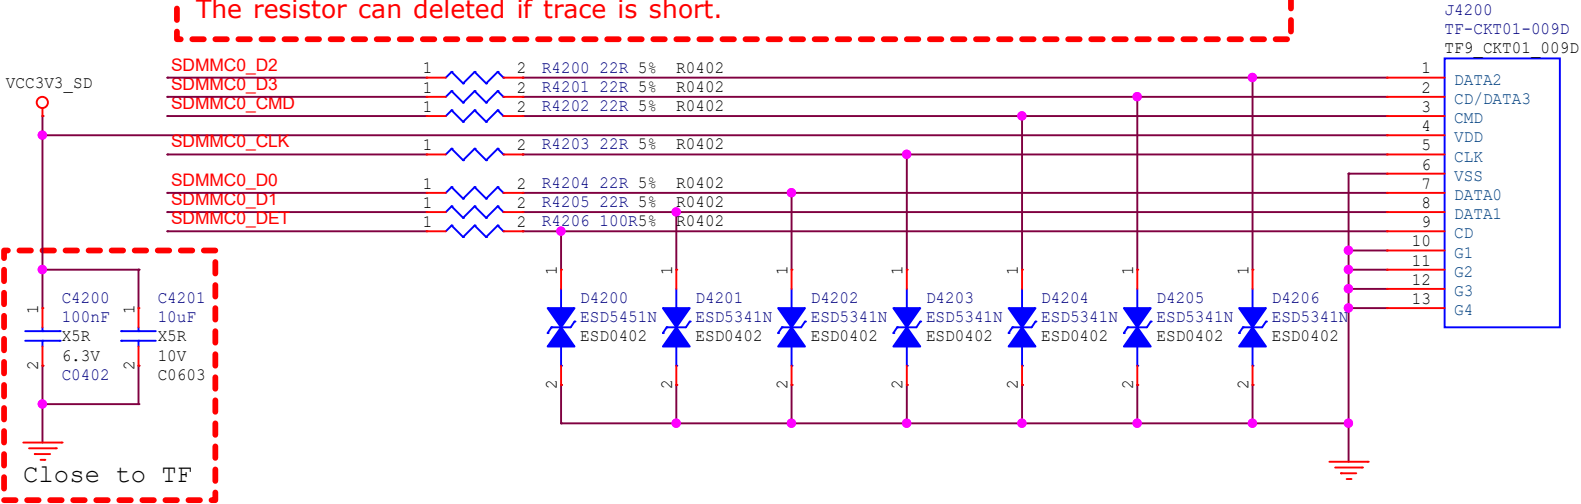 The resistor can deleted if trace is short.
J4200
TF-CKT01-009D
TF9_CKT01_009D
VCC3V3_SD
SDMMC0_D2 1 2 R4200 22R 5% R0402 1 DATA2
SDMMC0_D3 1 2 R4201 22R 5% R0402 2 CD/DATA3
SDMMC0_CMD 1 2 R4202 22R 5% R0402 3 CMD
4 VDD
SDMMC0_CLK 1 2 R4203 22R 5% R0402 5 CLK
6 VSS
SDMMC0_D0 1 2 R4204 22R 5% R0402 7 DATA0
SDMMC0_D1 1 2 R4205 22R 5% R0402 8 DATA1
SDMMC0_DET 1 2 R4206 100R5% R0402 9 CD
10 G1
11 G2
12 G3
13 G4
1 C4200
100nF
X5R
6.3V
2 C0402
1 C4201
10uF
X5R
10V
2 C0603
Close to TF
1 D4200
ESD5451N
ESD0402
2
1 D4201
ESD5341N
ESD0402
2
1 D4202
ESD5341N
ESD0402
2
1 D4203
ESD5341N
ESD0402
2
1 D4204
ESD5341N
ESD0402
2
1 D4205
ESD5341N
ESD0402
2
1 D4206
ESD5341N
ESD0402
2